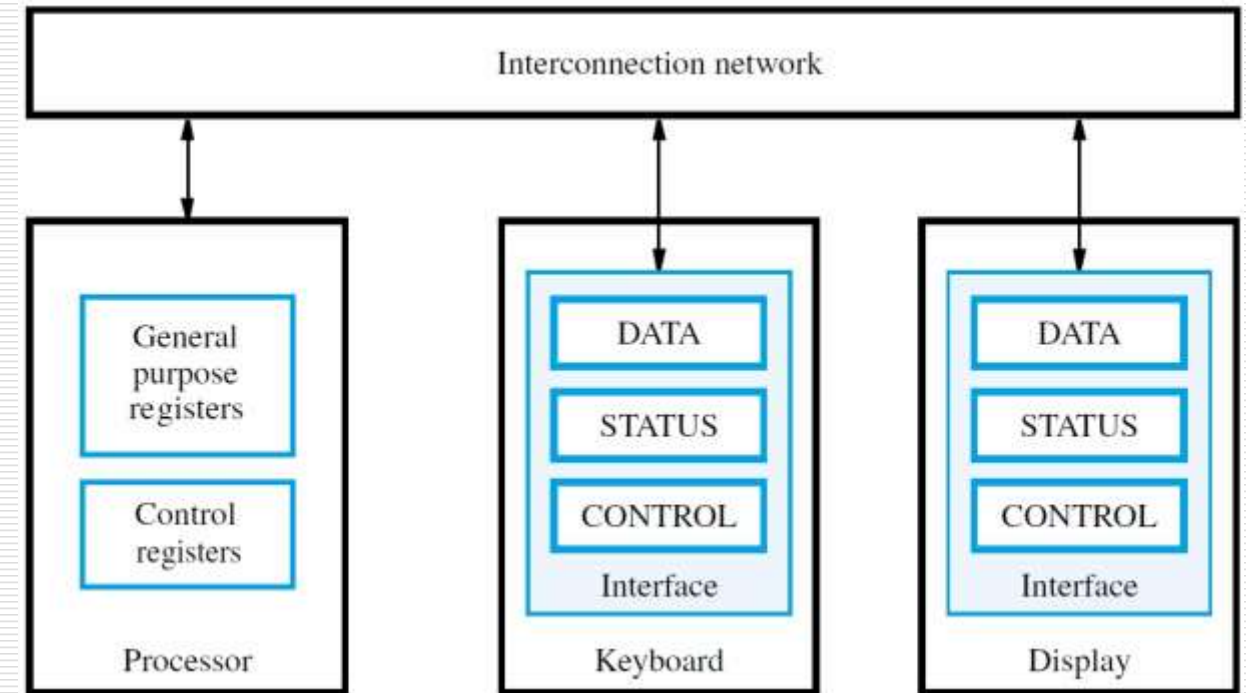 Interconnection network
General
purpose
registers
Control
registers
Processor
DATA
STATUS
CONTROL
Interface
Keyboard
DATA
STATUS
CONTROL
Interface
Display